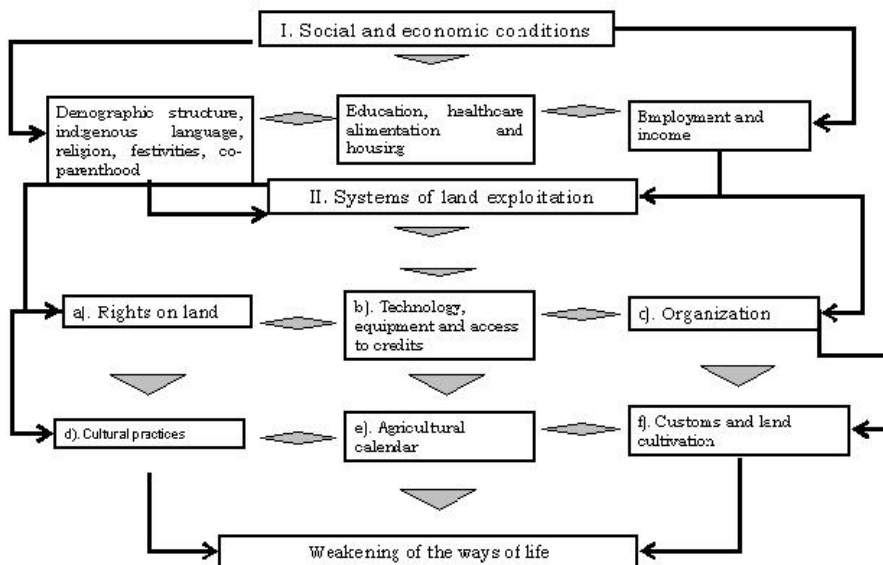 I. Social and economic conditions
Demographic structure,
indigenous language,
religion, festivities, co-
parenthood
Education, healthcare
alimentation and
housing
Employment and
income
II. Systems of land exploitation
a). Rights on land
b). Technology,
equipment and access
to credits
c). Organization
d). Cultural practices
e). Agricultural
calendar
f). Customs and land
cultivation
Weakening of the ways of life